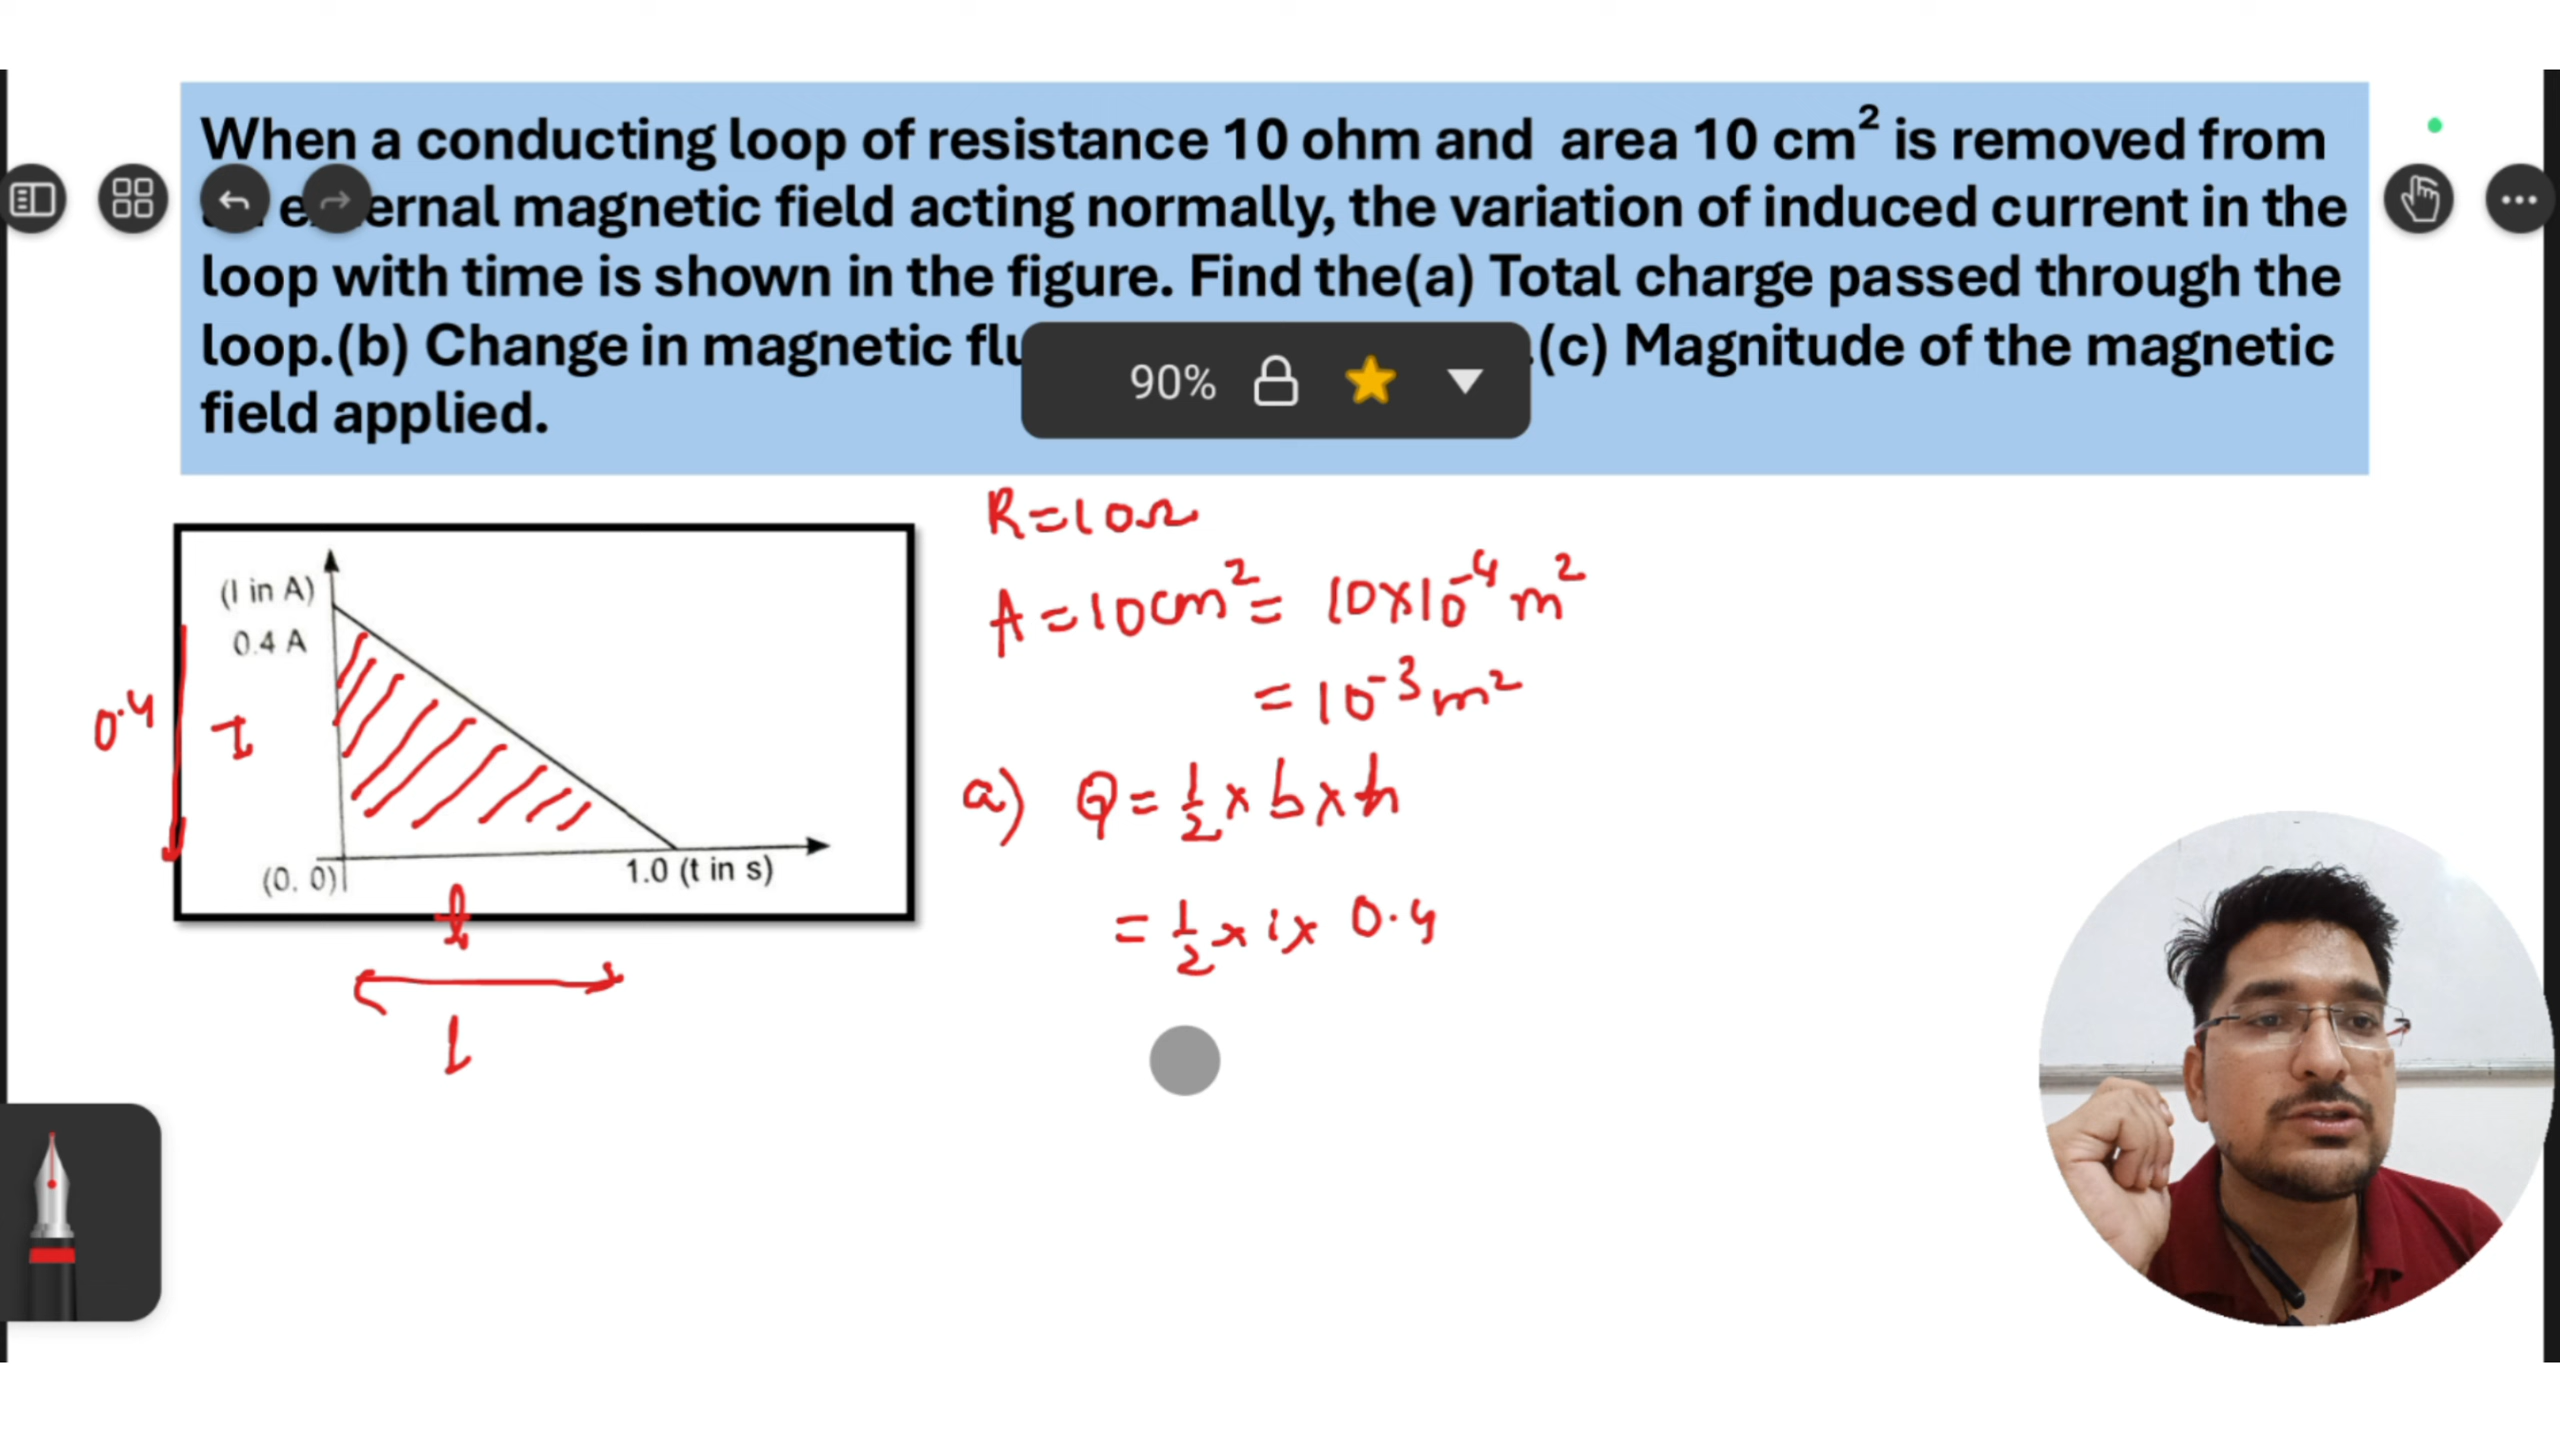 When a conducting loop of resistance 10 ohm and area 10 cm² is removed from
ernal magnetic field acting normally, the variation of induced current in the
loop with time is shown in the figure. Find the(a) Total charge passed through the
loop.(b) Change in magnetic flu .(c) Magnitude of the magnetic
field applied.
90%
R=10Ω
A=10cm²= 10×10⁻⁴m²
= 10⁻³m²
a) Q=½×b×h
= ½×1× 0.4
(I in A)
0.4 A
0.4
I
(0, 0)
1.0 (t in s)
t
1